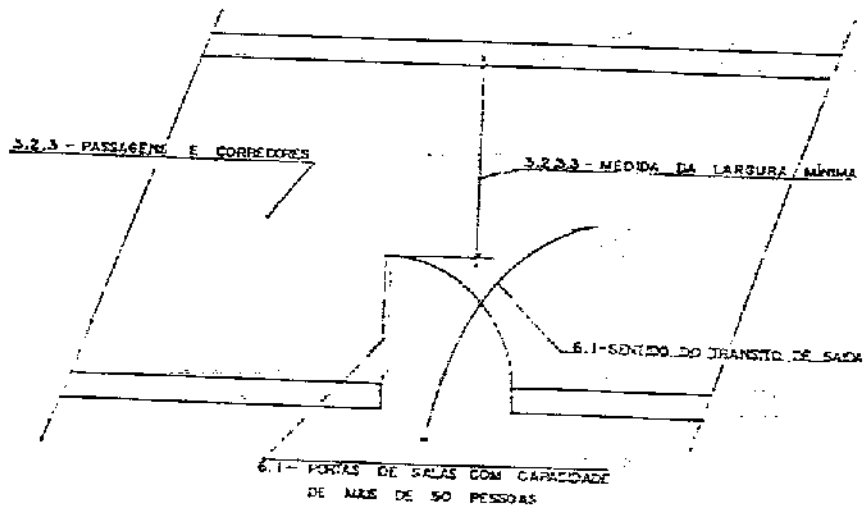 3.2.3 - PASSAGENS E CORREDORES
3.2.3.3 - MEDIDA DA LARGURA MÍNIMA
6.1-SENTIDO DO TRANSITO DE SAIDA
6.1- PORTAS DE SALAS COM CAPACIDADE
DE MAIS DE 50 PESSOAS